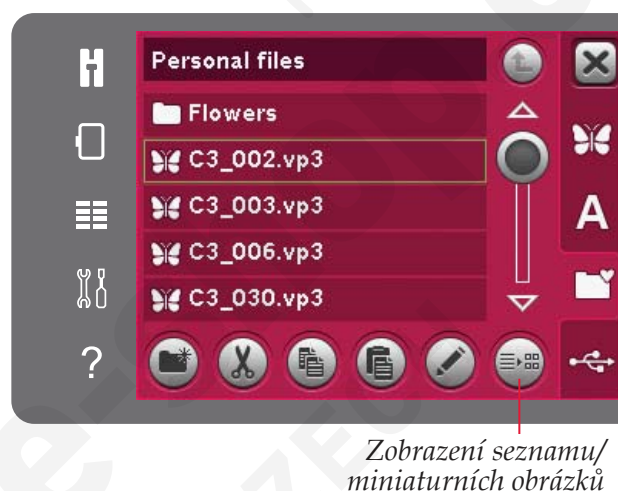 Personal files
Flowers
C3_002.vp3
C3_003.vp3
C3_006.vp3
C3_030.vp3
A
?
Zobrazení seznamu/
miniaturních obrázků